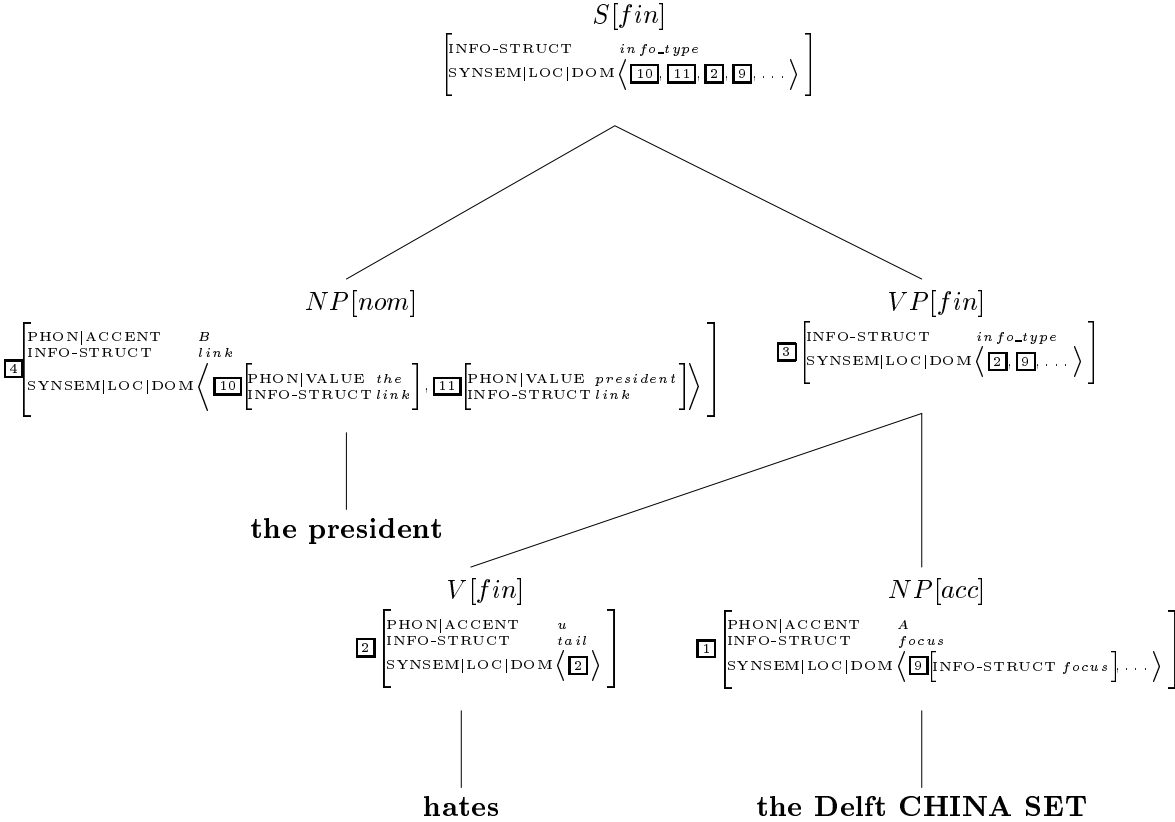 S[fin]
INFO-STRUCT info_type
SYNSEM|LOC|DOM ⟨ 10, 11, 2, 9, . . . ⟩
NP[nom]
VP[fin]
PHON|ACCENT B
INFO-STRUCT link
4 SYNSEM|LOC|DOM ⟨ 10 [PHON|VALUE the
INFO-STRUCT link] , 11 [PHON|VALUE president
INFO-STRUCT link] ⟩
3 INFO-STRUCT info_type
SYNSEM|LOC|DOM ⟨ 2, 9, . . . ⟩
the president
V[fin]
NP[acc]
2 PHON|ACCENT u
INFO-STRUCT tail
SYNSEM|LOC|DOM ⟨ 2 ⟩
1 PHON|ACCENT A
INFO-STRUCT focus
SYNSEM|LOC|DOM ⟨ 9 [INFO-STRUCT focus], . . . ⟩
hates
the Delft CHINA SET